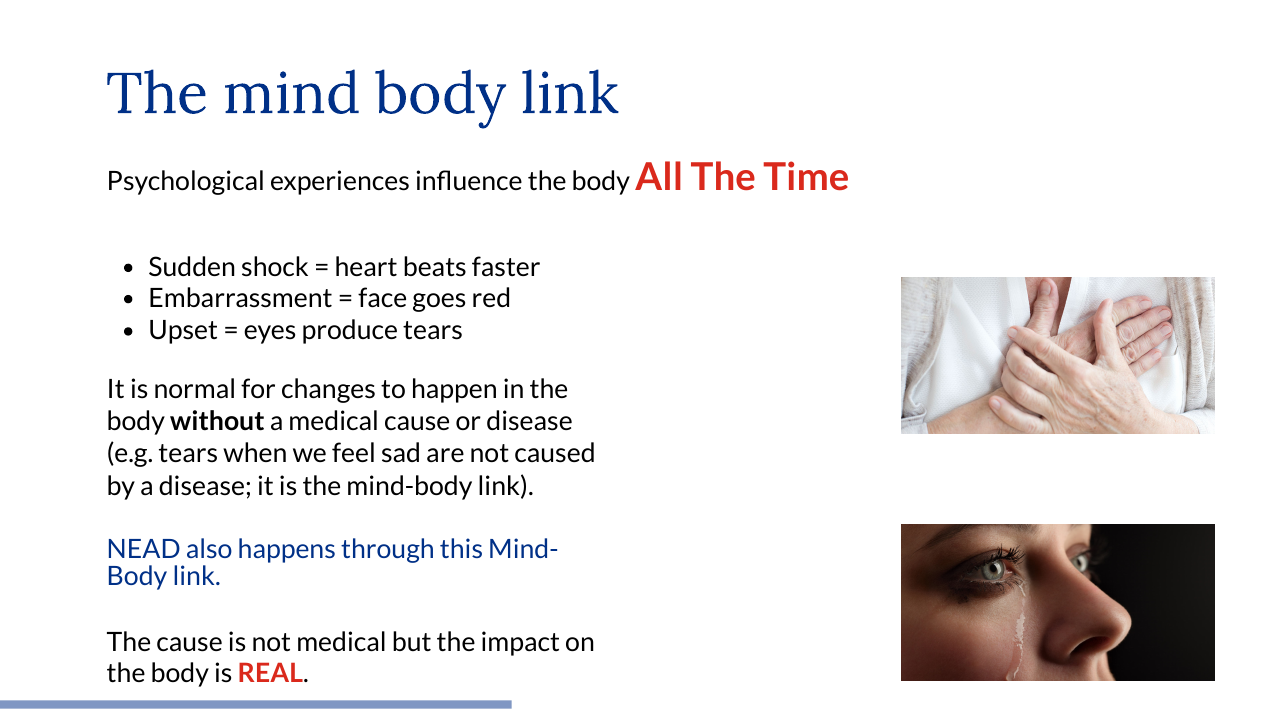 The mind body link
Psychological experiences influence the body All The Time
• Sudden shock = heart beats faster
• Embarrassment = face goes red
• Upset = eyes produce tears
It is normal for changes to happen in the
body without a medical cause or disease
(e.g. tears when we feel sad are not caused
by a disease; it is the mind-body link).
NEAD also happens through this Mind-
Body link.
The cause is not medical but the impact on
the body is REAL.